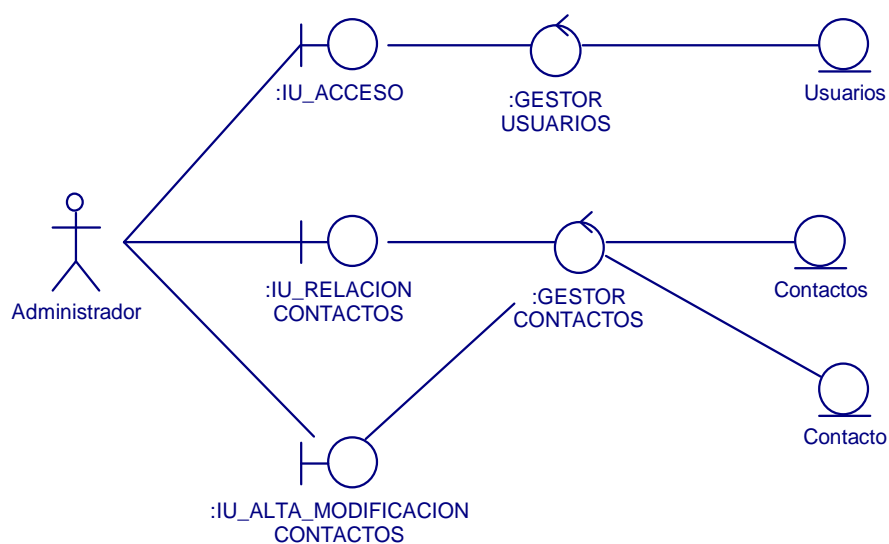 :IU_ACCESO
:GESTOR
USUARIOS
Usuarios
Administrador
:IU_RELACION
CONTACTOS
:GESTOR
CONTACTOS
Contactos
Contacto
:IU_ALTA_MODIFICACION
CONTACTOS